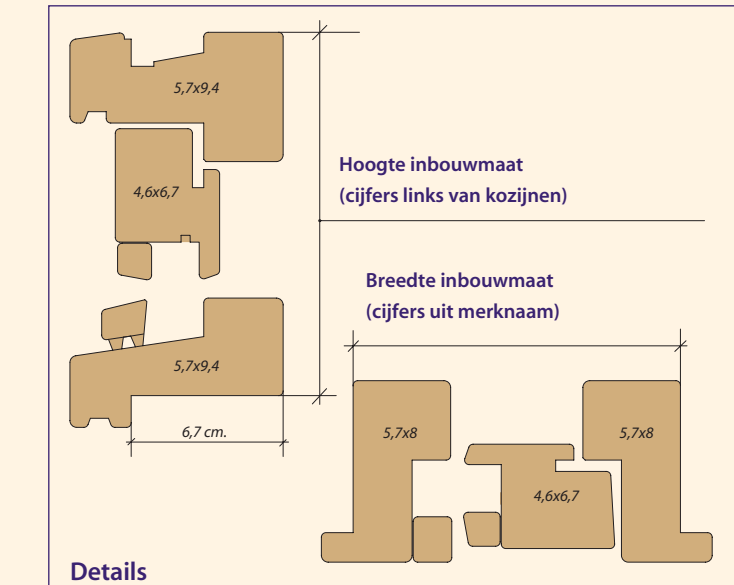 5,7x9,4
4,6x6,7
Hoogte inbouwmaat
(cijfers links van kozijnen)
Breedte inbouwmaat
(cijfers uit merknaam)
5,7x9,4
6,7 cm.
5,7x8
5,7x8
4,6x6,7
Details